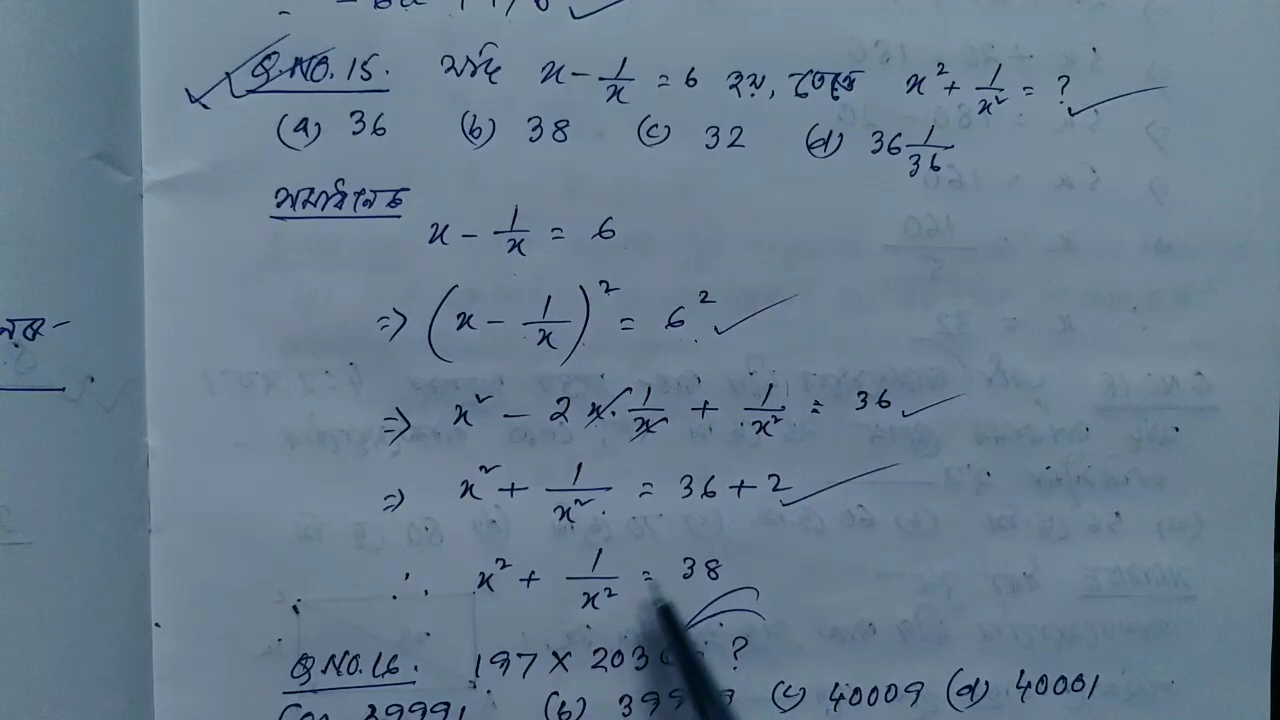 Q.NO.15. যদি x - 1/x = 6 হয়, তেন্তে x² + 1/x² = ?
(a) 36 (b) 38 (c) 32 (d) 36 1/36
সমাধানঃ
x - 1/x = 6
=> (x - 1/x)² = 6²
=> x² - 2 x. 1/x + 1/x² = 36
=> x² + 1/x² = 36 + 2
∴ x² + 1/x² = 38
Q.NO.16. 197 × 203 ?
(a) 39991 (b) (c) 40009 (d) 40001